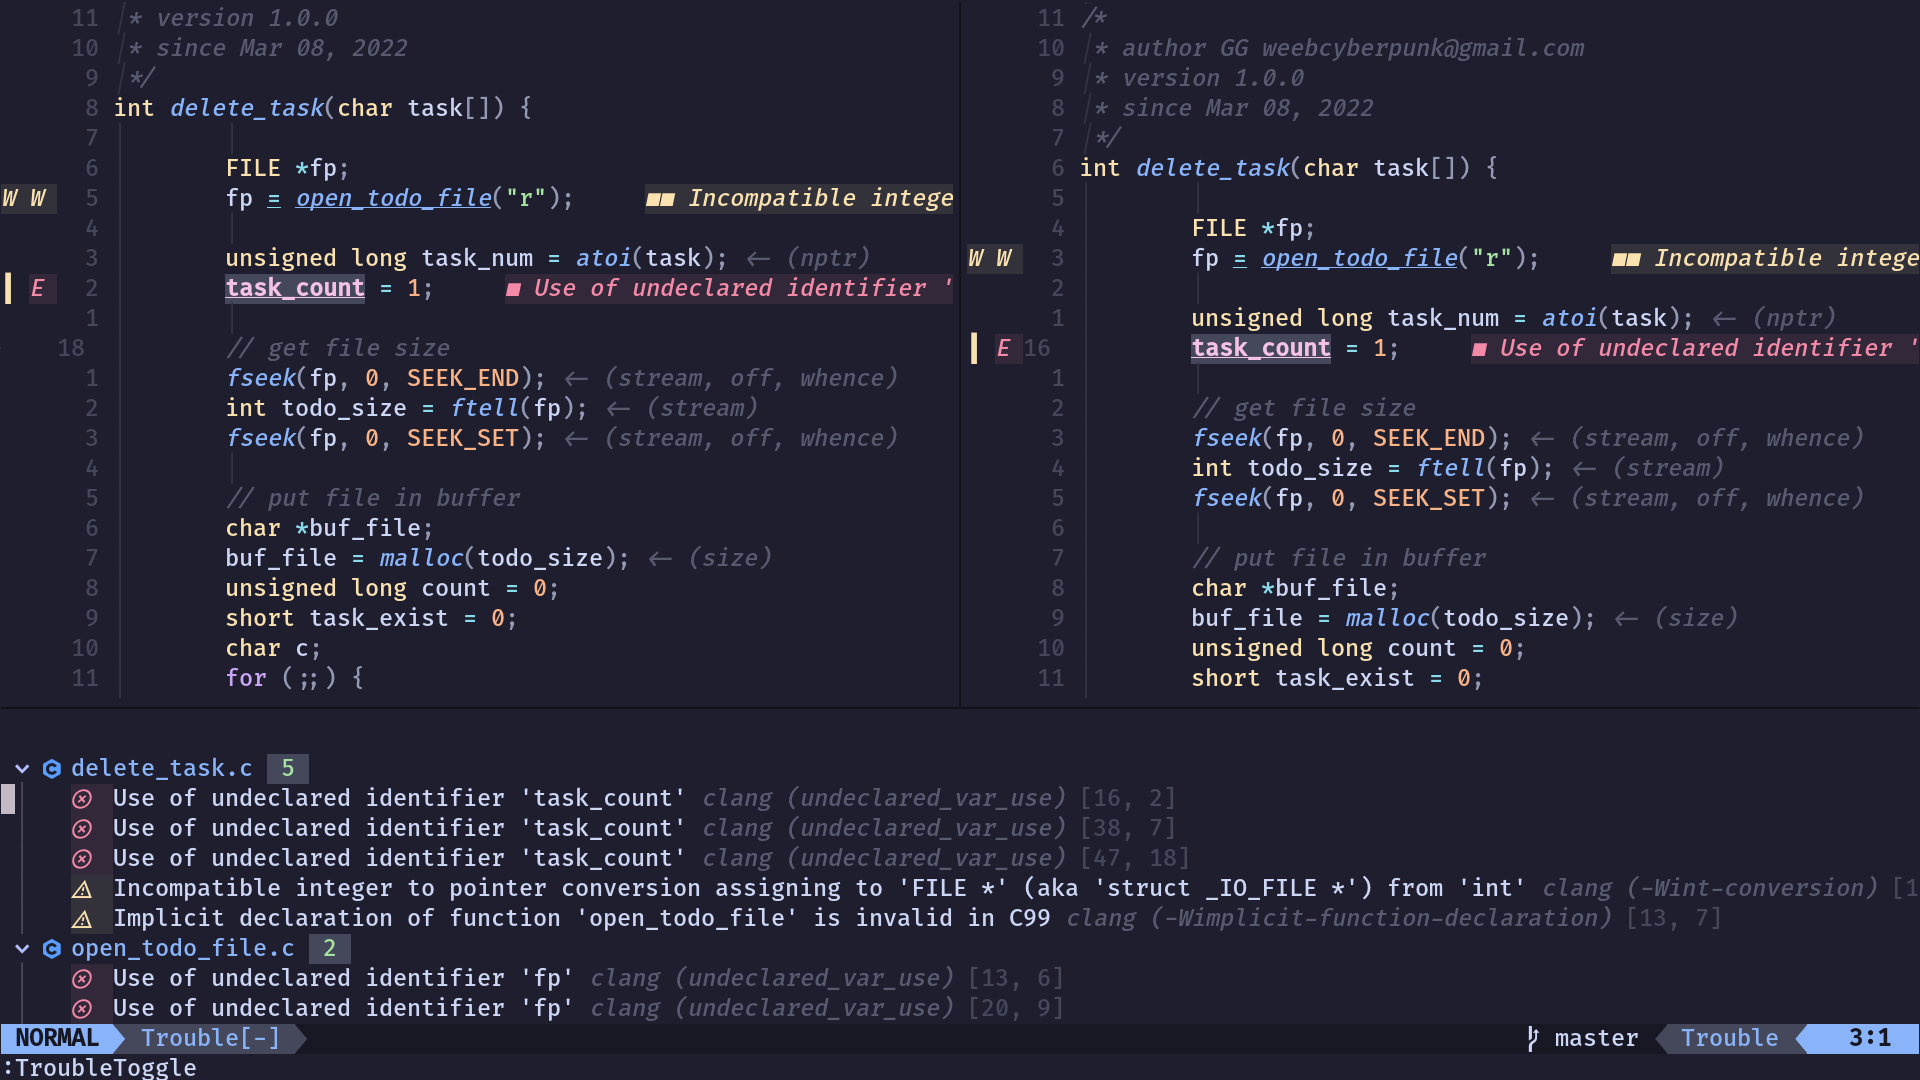 11 * version 1.0.0
10 * since Mar 08, 2022
9 */
8 int delete_task(char task[]) {
7
6 FILE *fp;
W W 5 fp = open_todo_file("r"); ■■ Incompatible intege
4
3 unsigned long task_num = atoi(task); <- (nptr)
E 2 task_count = 1; ■ Use of undeclared identifier '
1
18 // get file size
1 fseek(fp, 0, SEEK_END); <- (stream, off, whence)
2 int todo_size = ftell(fp); <- (stream)
3 fseek(fp, 0, SEEK_SET); <- (stream, off, whence)
4
5 // put file in buffer
6 char *buf_file;
7 buf_file = malloc(todo_size); <- (size)
8 unsigned long count = 0;
9 short task_exist = 0;
10 char c;
11 for (;;) {
11 /*
10 * author GG weebcyberpunk@gmail.com
9 * version 1.0.0
8 * since Mar 08, 2022
7 */
6 int delete_task(char task[]) {
5
4 FILE *fp;
W W 3 fp = open_todo_file("r"); ■■ Incompatible intege
2
1 unsigned long task_num = atoi(task); <- (nptr)
E 16 task_count = 1; ■ Use of undeclared identifier '
1
2 // get file size
3 fseek(fp, 0, SEEK_END); <- (stream, off, whence)
4 int todo_size = ftell(fp); <- (stream)
5 fseek(fp, 0, SEEK_SET); <- (stream, off, whence)
6
7 // put file in buffer
8 char *buf_file;
9 buf_file = malloc(todo_size); <- (size)
10 unsigned long count = 0;
11 short task_exist = 0;
delete_task.c 5
Use of undeclared identifier 'task_count' clang (undeclared_var_use) [16, 2]
Use of undeclared identifier 'task_count' clang (undeclared_var_use) [38, 7]
Use of undeclared identifier 'task_count' clang (undeclared_var_use) [47, 18]
Incompatible integer to pointer conversion assigning to 'FILE *' (aka 'struct _IO_FILE *') from 'int' clang (-Wint-conversion) [1
Implicit declaration of function 'open_todo_file' is invalid in C99 clang (-Wimplicit-function-declaration) [13, 7]
open_todo_file.c 2
Use of undeclared identifier 'fp' clang (undeclared_var_use) [13, 6]
Use of undeclared identifier 'fp' clang (undeclared_var_use) [20, 9]
NORMAL Trouble[-] master Trouble 3:1
:TroubleToggle